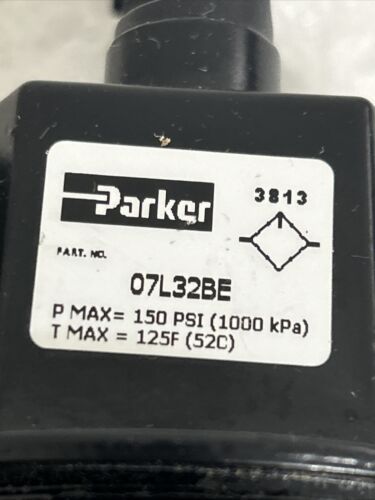 Parker
3813
PART. NO.
07L32BE
P MAX= 150 PSI (1000 kPa)
T MAX = 125F (52C)